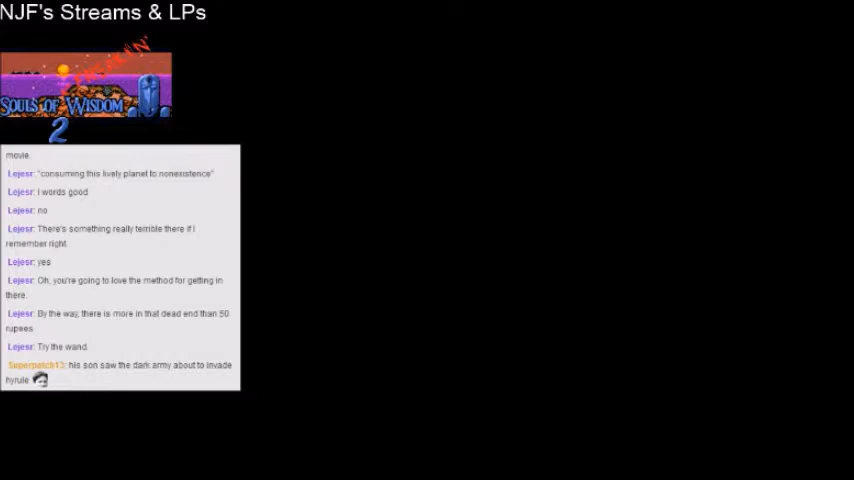 NJF's Streams & LPs
SOULS OF WISDOM
2
movie.
Lejesr: "consuming this lively planet to nonexistence"
Lejesr: I words good
Lejesr: no
Lejesr: There's something really terrible there if I
remember right.
Lejesr: yes
Lejesr: Oh, you're going to love the method for getting in
there.
Lejesr: By the way, there is more in that dead end than 50
rupees
Lejesr: Try the wand.
Superpatch13: his son saw the dark army about to invade
hyrule